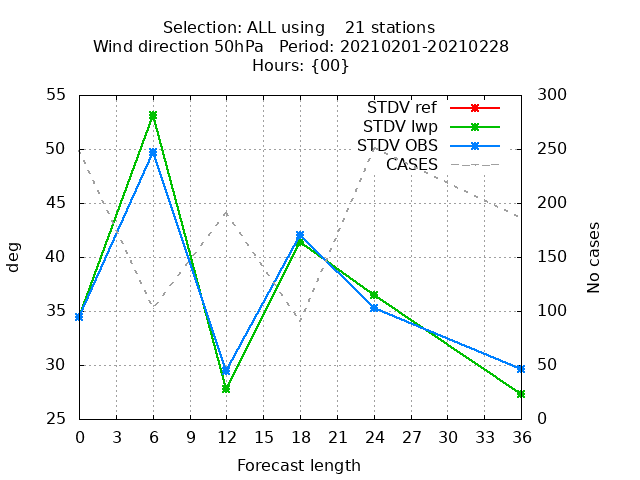 Selection: ALL using    21 stations
Wind direction 50hPa   Period: 20210201-20210228
Hours: {00}
STDV ref
STDV lwp
STDV OBS
CASES
55
50
45
40
35
30
25
deg
300
250
200
150
100
50
0
No cases
0 3 6 9 12 15 18 21 24 27 30 33 36
Forecast length